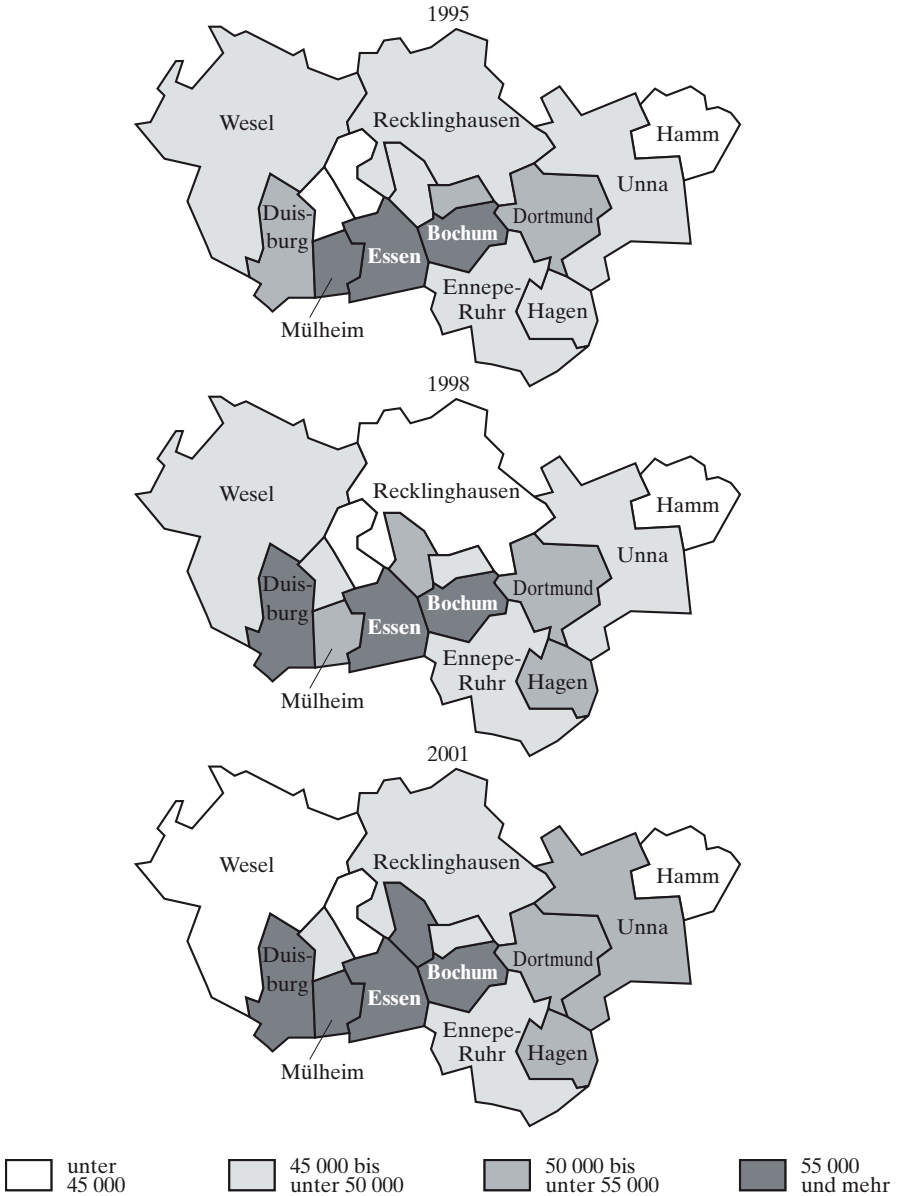 1995
Wesel
Recklinghausen
Hamm
Unna
Duis-
burg
Dortmund
Bochum
Essen
Ennepe-
Ruhr
Hagen
Mülheim
1998
Wesel
Recklinghausen
Hamm
Unna
Duis-
burg
Dortmund
Bochum
Essen
Ennepe-
Ruhr
Hagen
Mülheim
2001
Wesel
Recklinghausen
Hamm
Unna
Duis-
burg
Dortmund
Bochum
Essen
Ennepe-
Ruhr
Hagen
Mülheim
unter
45 000
45 000 bis
unter 50 000
50 000 bis
unter 55 000
55 000
und mehr